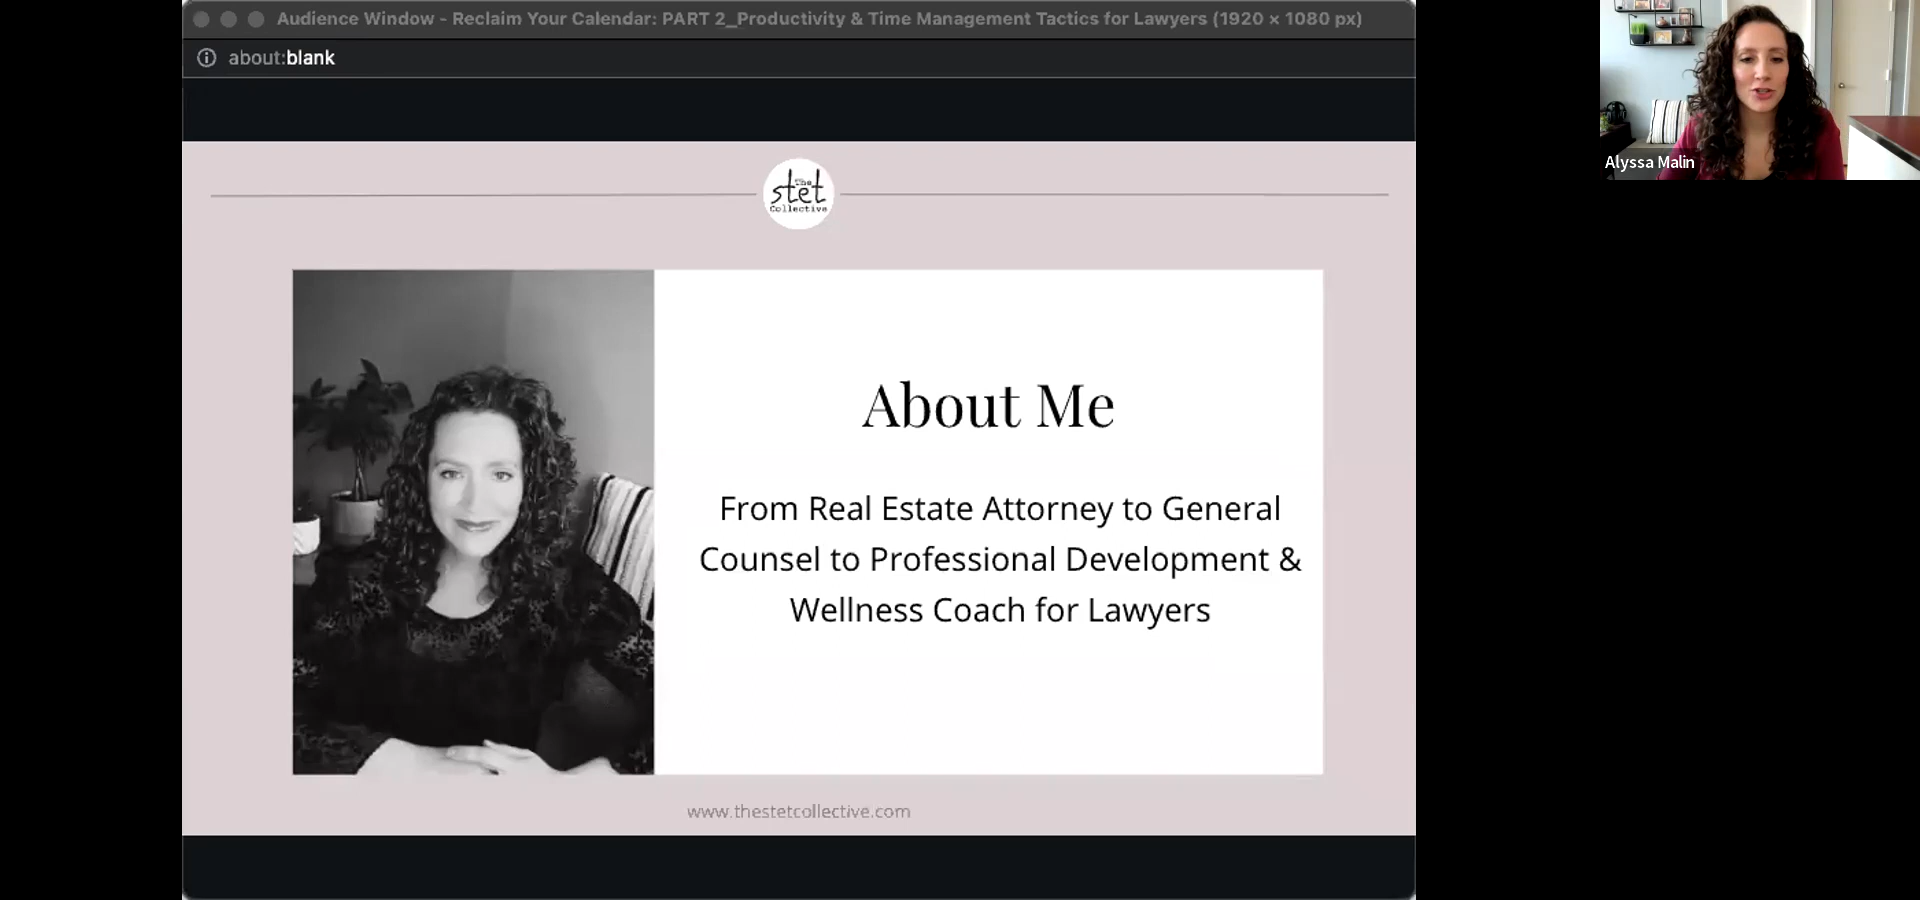 Audience Window - Reclaim Your Calendar: PART 2_Productivity & Time Management Tactics for Lawyers (1920 × 1080 px)
about:blank
Alyssa Malin
The
stet
Collective
About Me
From Real Estate Attorney to General
Counsel to Professional Development &
Wellness Coach for Lawyers
www.thestetcollective.com